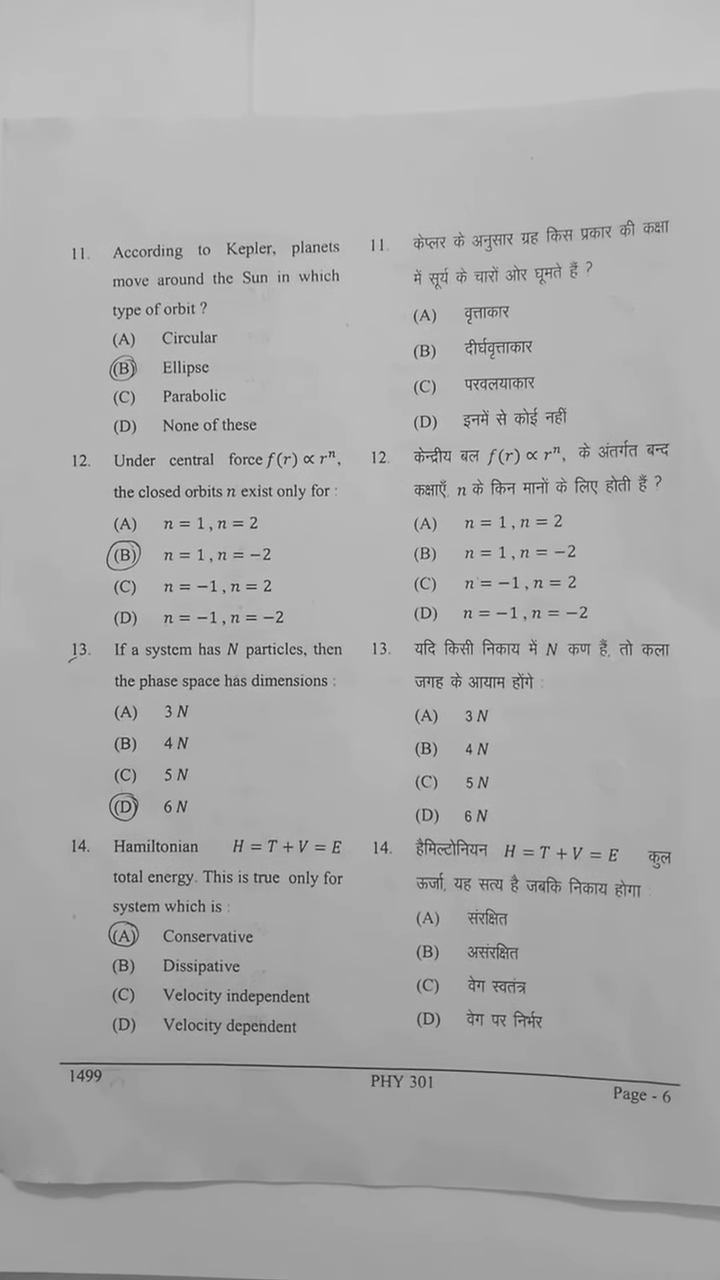 11. According to Kepler, planets
move around the Sun in which
type of orbit ?
(A) Circular
(B) Ellipse
(C) Parabolic
(D) None of these
12. Under central force f(r) ∝ rⁿ,
the closed orbits n exist only for :
(A) n = 1 , n = 2
(B) n = 1 , n = −2
(C) n = −1 , n = 2
(D) n = −1 , n = −2
13. If a system has N particles, then
the phase space has dimensions :
(A) 3 N
(B) 4 N
(C) 5 N
(D) 6 N
14. Hamiltonian H = T + V = E
total energy. This is true only for
system which is :
(A) Conservative
(B) Dissipative
(C) Velocity independent
(D) Velocity dependent
11. केप्लर के अनुसार ग्रह किस प्रकार की कक्षा
में सूर्य के चारों ओर घूमते हैं ?
(A) वृत्ताकार
(B) दीर्घवृत्ताकार
(C) परवलयाकार
(D) इनमें से कोई नहीं
12. केन्द्रीय बल f(r) ∝ rⁿ, के अंतर्गत बन्द
कक्षाएँ, n के किन मानों के लिए होती हैं ?
(A) n = 1 , n = 2
(B) n = 1 , n = −2
(C) n = −1 , n = 2
(D) n = −1 , n = −2
13. यदि किसी निकाय में N कण हैं, तो कला
जगह के आयाम होंगे :
(A) 3 N
(B) 4 N
(C) 5 N
(D) 6 N
14. हैमिल्टोनियन H = T + V = E कुल
ऊर्जा, यह सत्य है जबकि निकाय होगा
(A) संरक्षित
(B) असंरक्षित
(C) वेग स्वतंत्र
(D) वेग पर निर्भर
1499 PHY 301 Page - 6